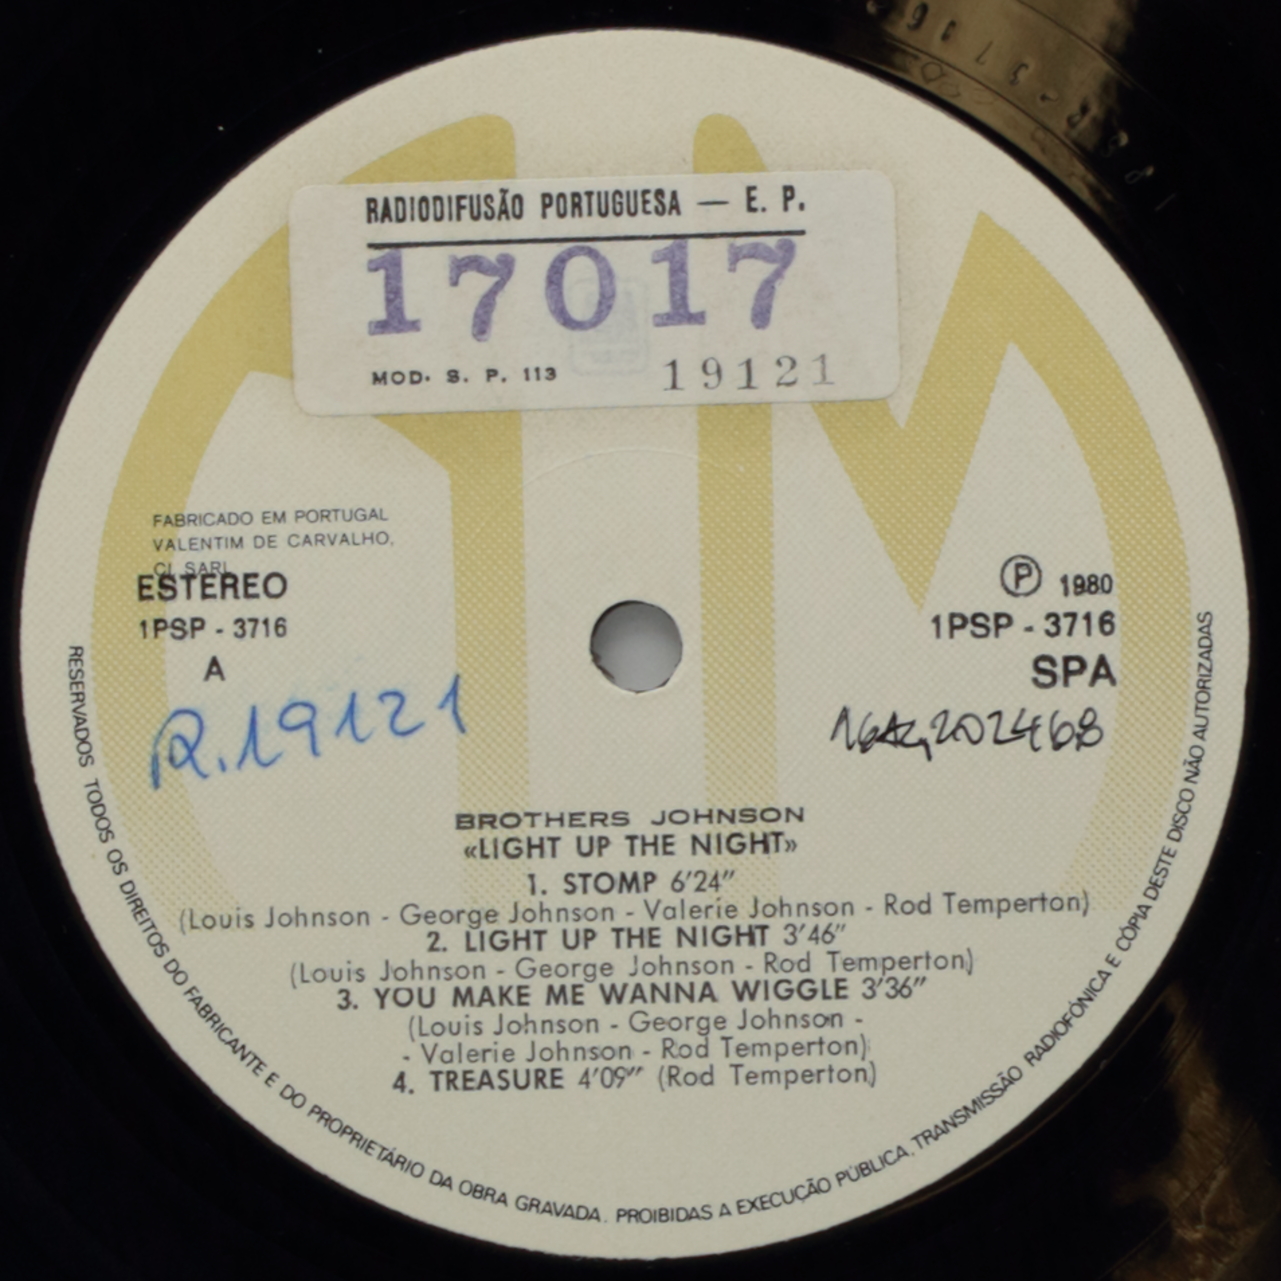 RADIODIFUSÃO PORTUGUESA — E. P.
17017
MOD. S. P. 113 19121
FABRICADO EM PORTUGAL
VALENTIM DE CARVALHO,
CI SARL
ESTEREO
1PSP - 3716
A
R.19121
Ⓟ 1980
1PSP - 3716
SPA
BROTHERS JOHNSON
«LIGHT UP THE NIGHT»
1. STOMP 6'24"
(Louis Johnson - George Johnson - Valerie Johnson - Rod Temperton)
2. LIGHT UP THE NIGHT 3'46"
(Louis Johnson - George Johnson - Rod Temperton)
3. YOU MAKE ME WANNA WIGGLE 3'36"
(Louis Johnson - George Johnson -
- Valerie Johnson - Rod Temperton)
4. TREASURE 4'09" (Rod Temperton)
RESERVADOS TODOS OS DIREITOS DO FABRICANTE E DO PROPRIETÁRIO DA OBRA GRAVADA. PROIBIDAS A EXECUÇÃO PÚBLICA, TRANSMISSÃO RADIOFÓNICA E CÓPIA DESTE DISCO NÃO AUTORIZADAS